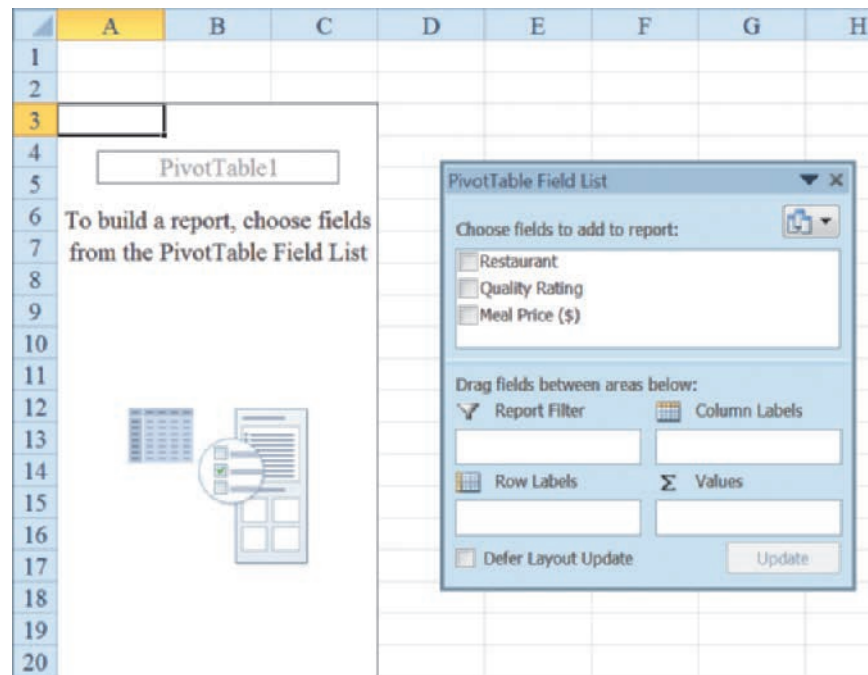 A B C D E F G H
1
2
3
4
5
6
7
8
9
10
11
12
13
14
15
16
17
18
19
20
PivotTable1
To build a report, choose fields
from the PivotTable Field List
PivotTable Field List
Choose fields to add to report:
Restaurant
Quality Rating
Meal Price ($)
Drag fields between areas below:
Report Filter Column Labels
Row Labels Σ Values
Defer Layout Update Update